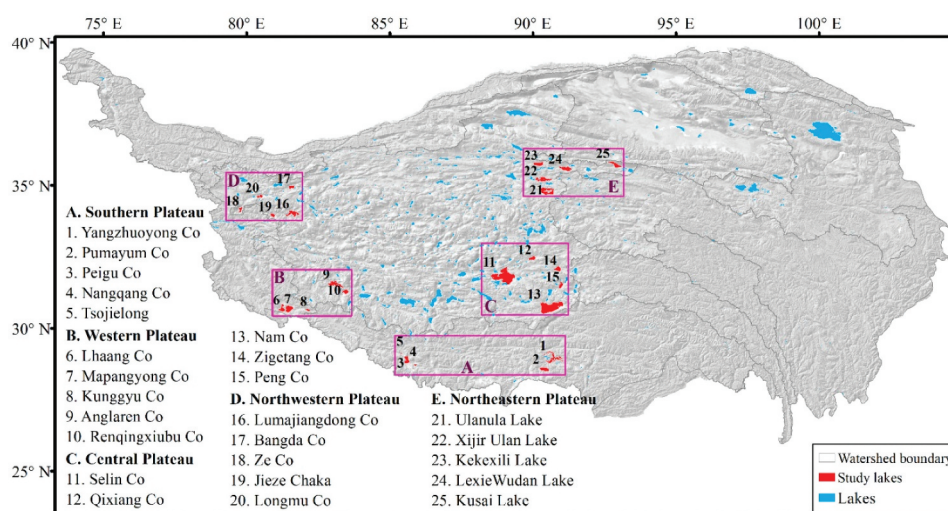 75° E 80° E 85° E 90° E 95° E 100° E
40° N
35° N
30° N
25° N
D
17
20
18
19
16
23
24
25
22
21
E
B
9
10
6
7
8
11
12
14
15
13
C
5
4
3
A
1
2
A. Southern Plateau
1. Yangzhuoyong Co
2. Pumayum Co
3. Peigu Co
4. Nangqang Co
5. Tsojielong
B. Western Plateau
6. Lhaang Co
7. Mapangyong Co
8. Kunggyu Co
9. Anglaren Co
10. Renqingxiubu Co
C. Central Plateau
11. Selin Co
12. Qixiang Co
13. Nam Co
14. Zigetang Co
15. Peng Co
D. Northwestern Plateau
16. Lumajiangdong Co
17. Bangda Co
18. Ze Co
19. Jieze Chaka
20. Longmu Co
E. Northeastern Plateau
21. Ulanula Lake
22. Xijir Ulan Lake
23. Kekexili Lake
24. LexieWudan Lake
25. Kusai Lake
Watershed boundary
Study lakes
Lakes